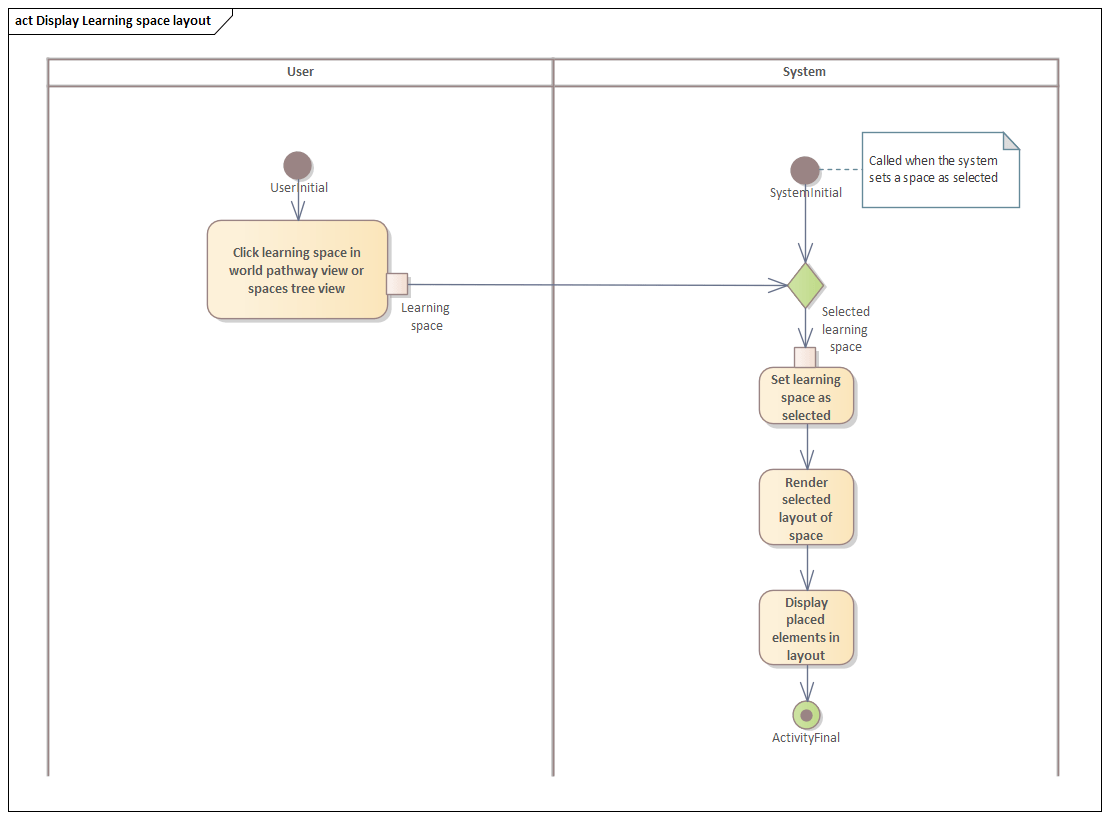 act Display Learning space layout
User
System
UserInitial
Click learning space in
world pathway view or
spaces tree view
Learning
space
SystemInitial
Called when the system
sets a space as selected
Selected
learning
space
Set learning
space as
selected
Render
selected
layout of
space
Display
placed
elements in
layout
ActivityFinal